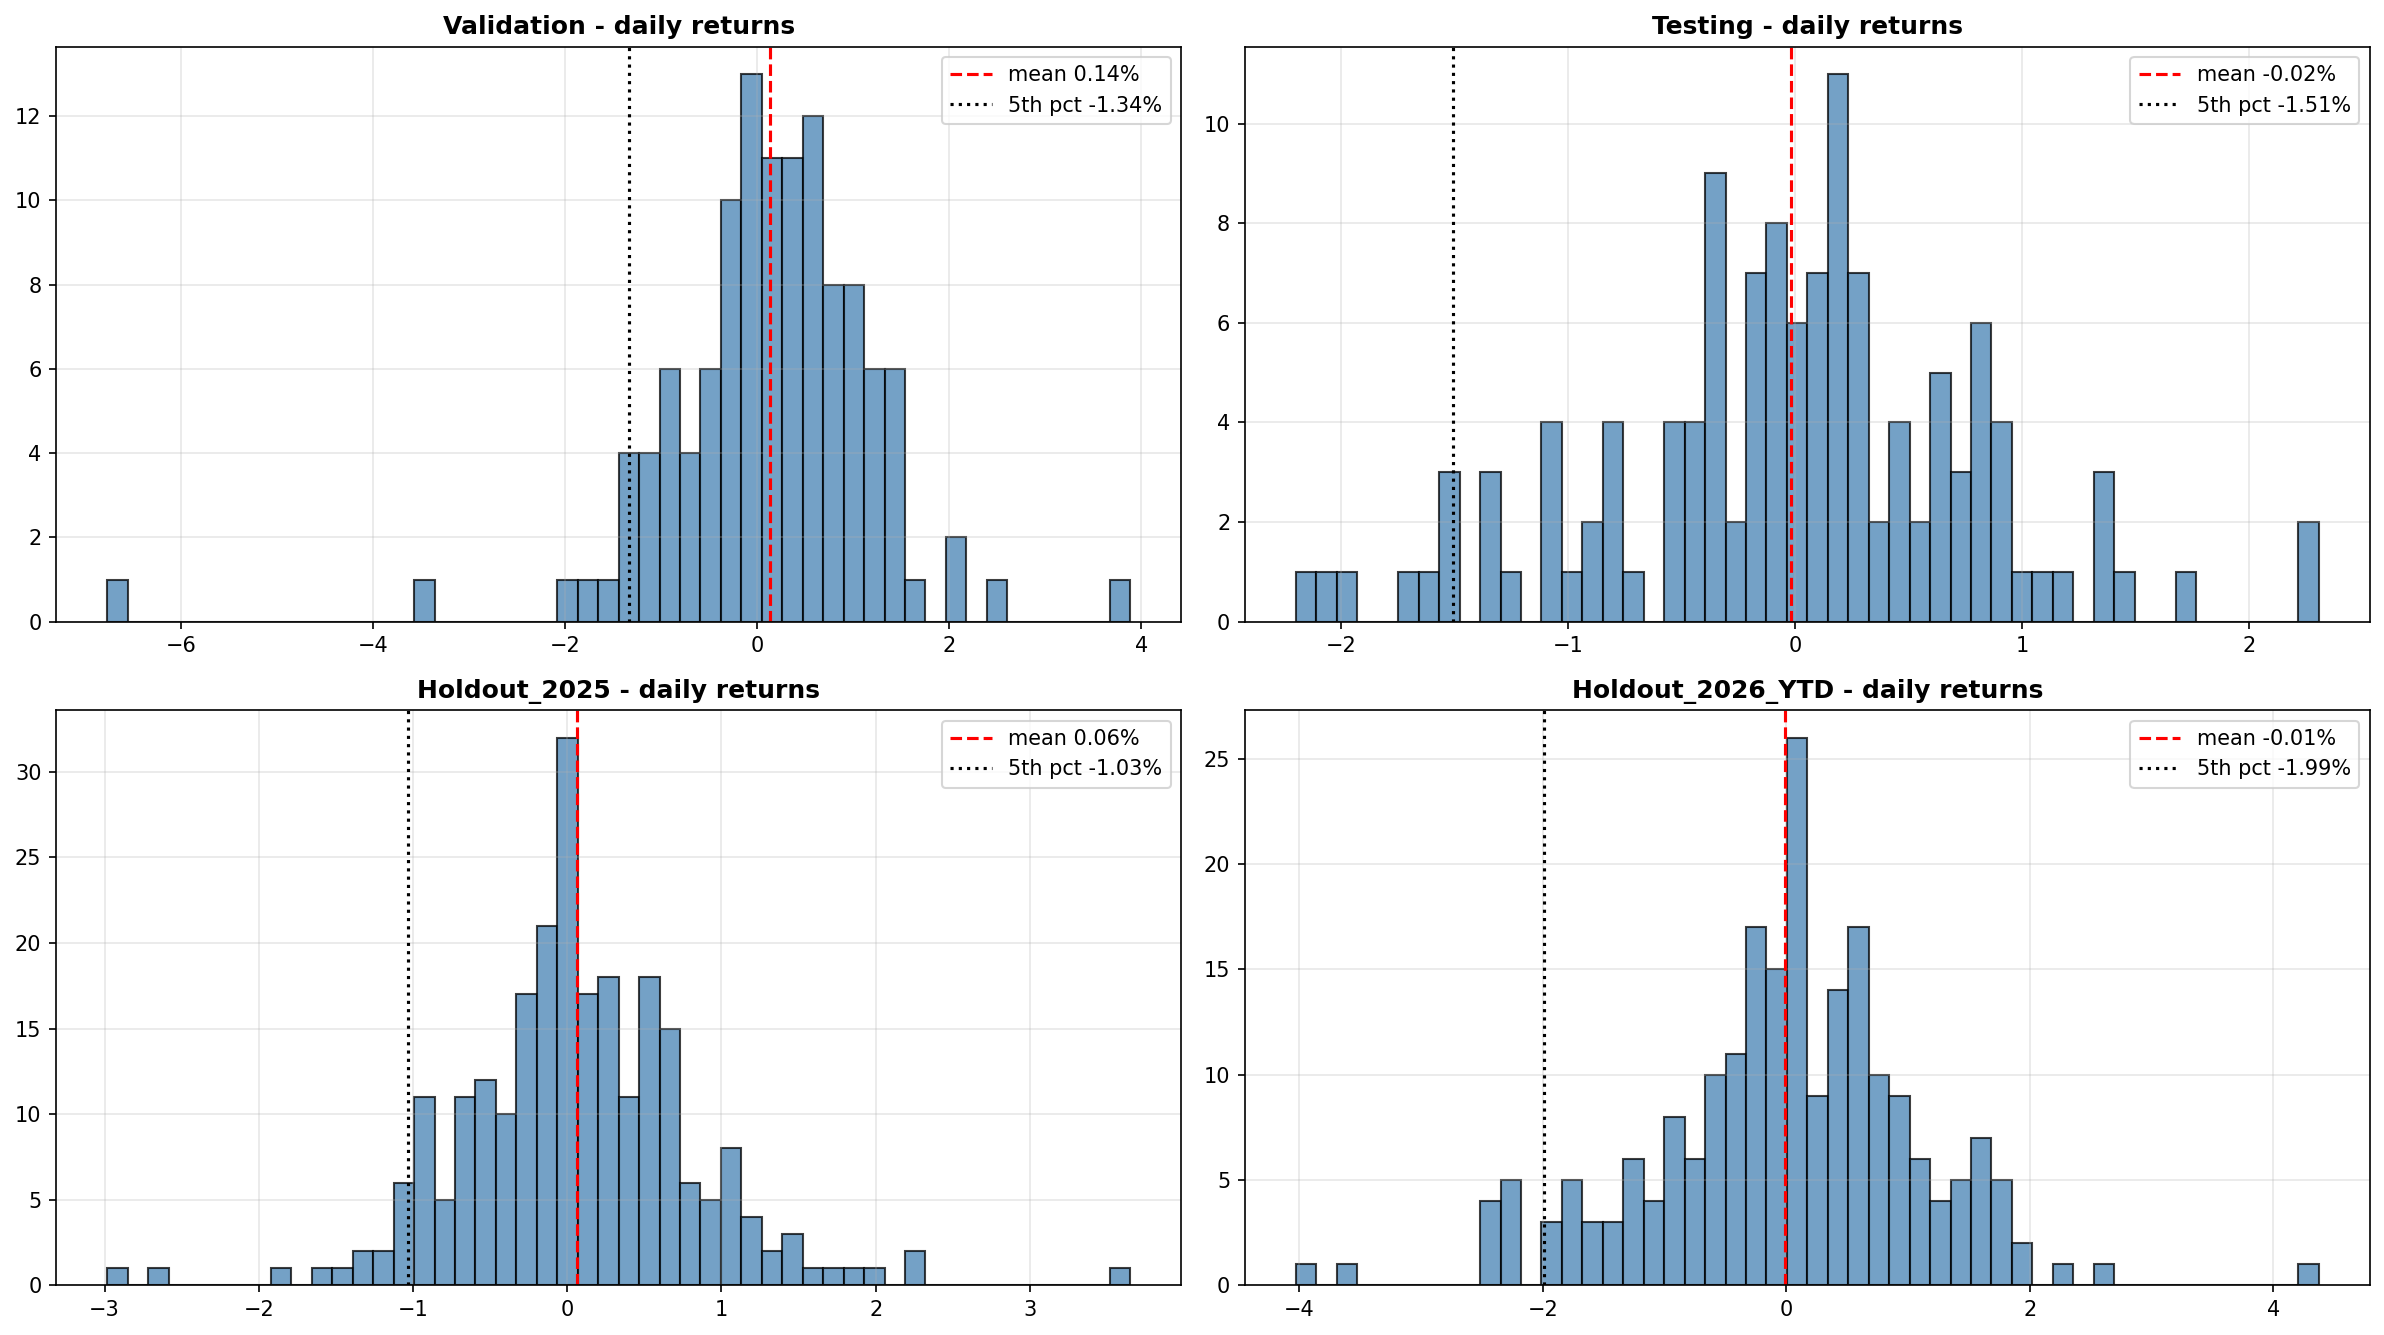 Validation - daily returns
mean 0.14%
5th pct -1.34%
12
10
8
6
4
2
0
−6 −4 −2 0 2 4
Testing - daily returns
mean -0.02%
5th pct -1.51%
10
8
6
4
2
0
−2 −1 0 1 2
Holdout_2025 - daily returns
mean 0.06%
5th pct -1.03%
30
25
20
15
10
5
0
−3 −2 −1 0 1 2 3
Holdout_2026_YTD - daily returns
mean -0.01%
5th pct -1.99%
25
20
15
10
5
0
−4 −2 0 2 4